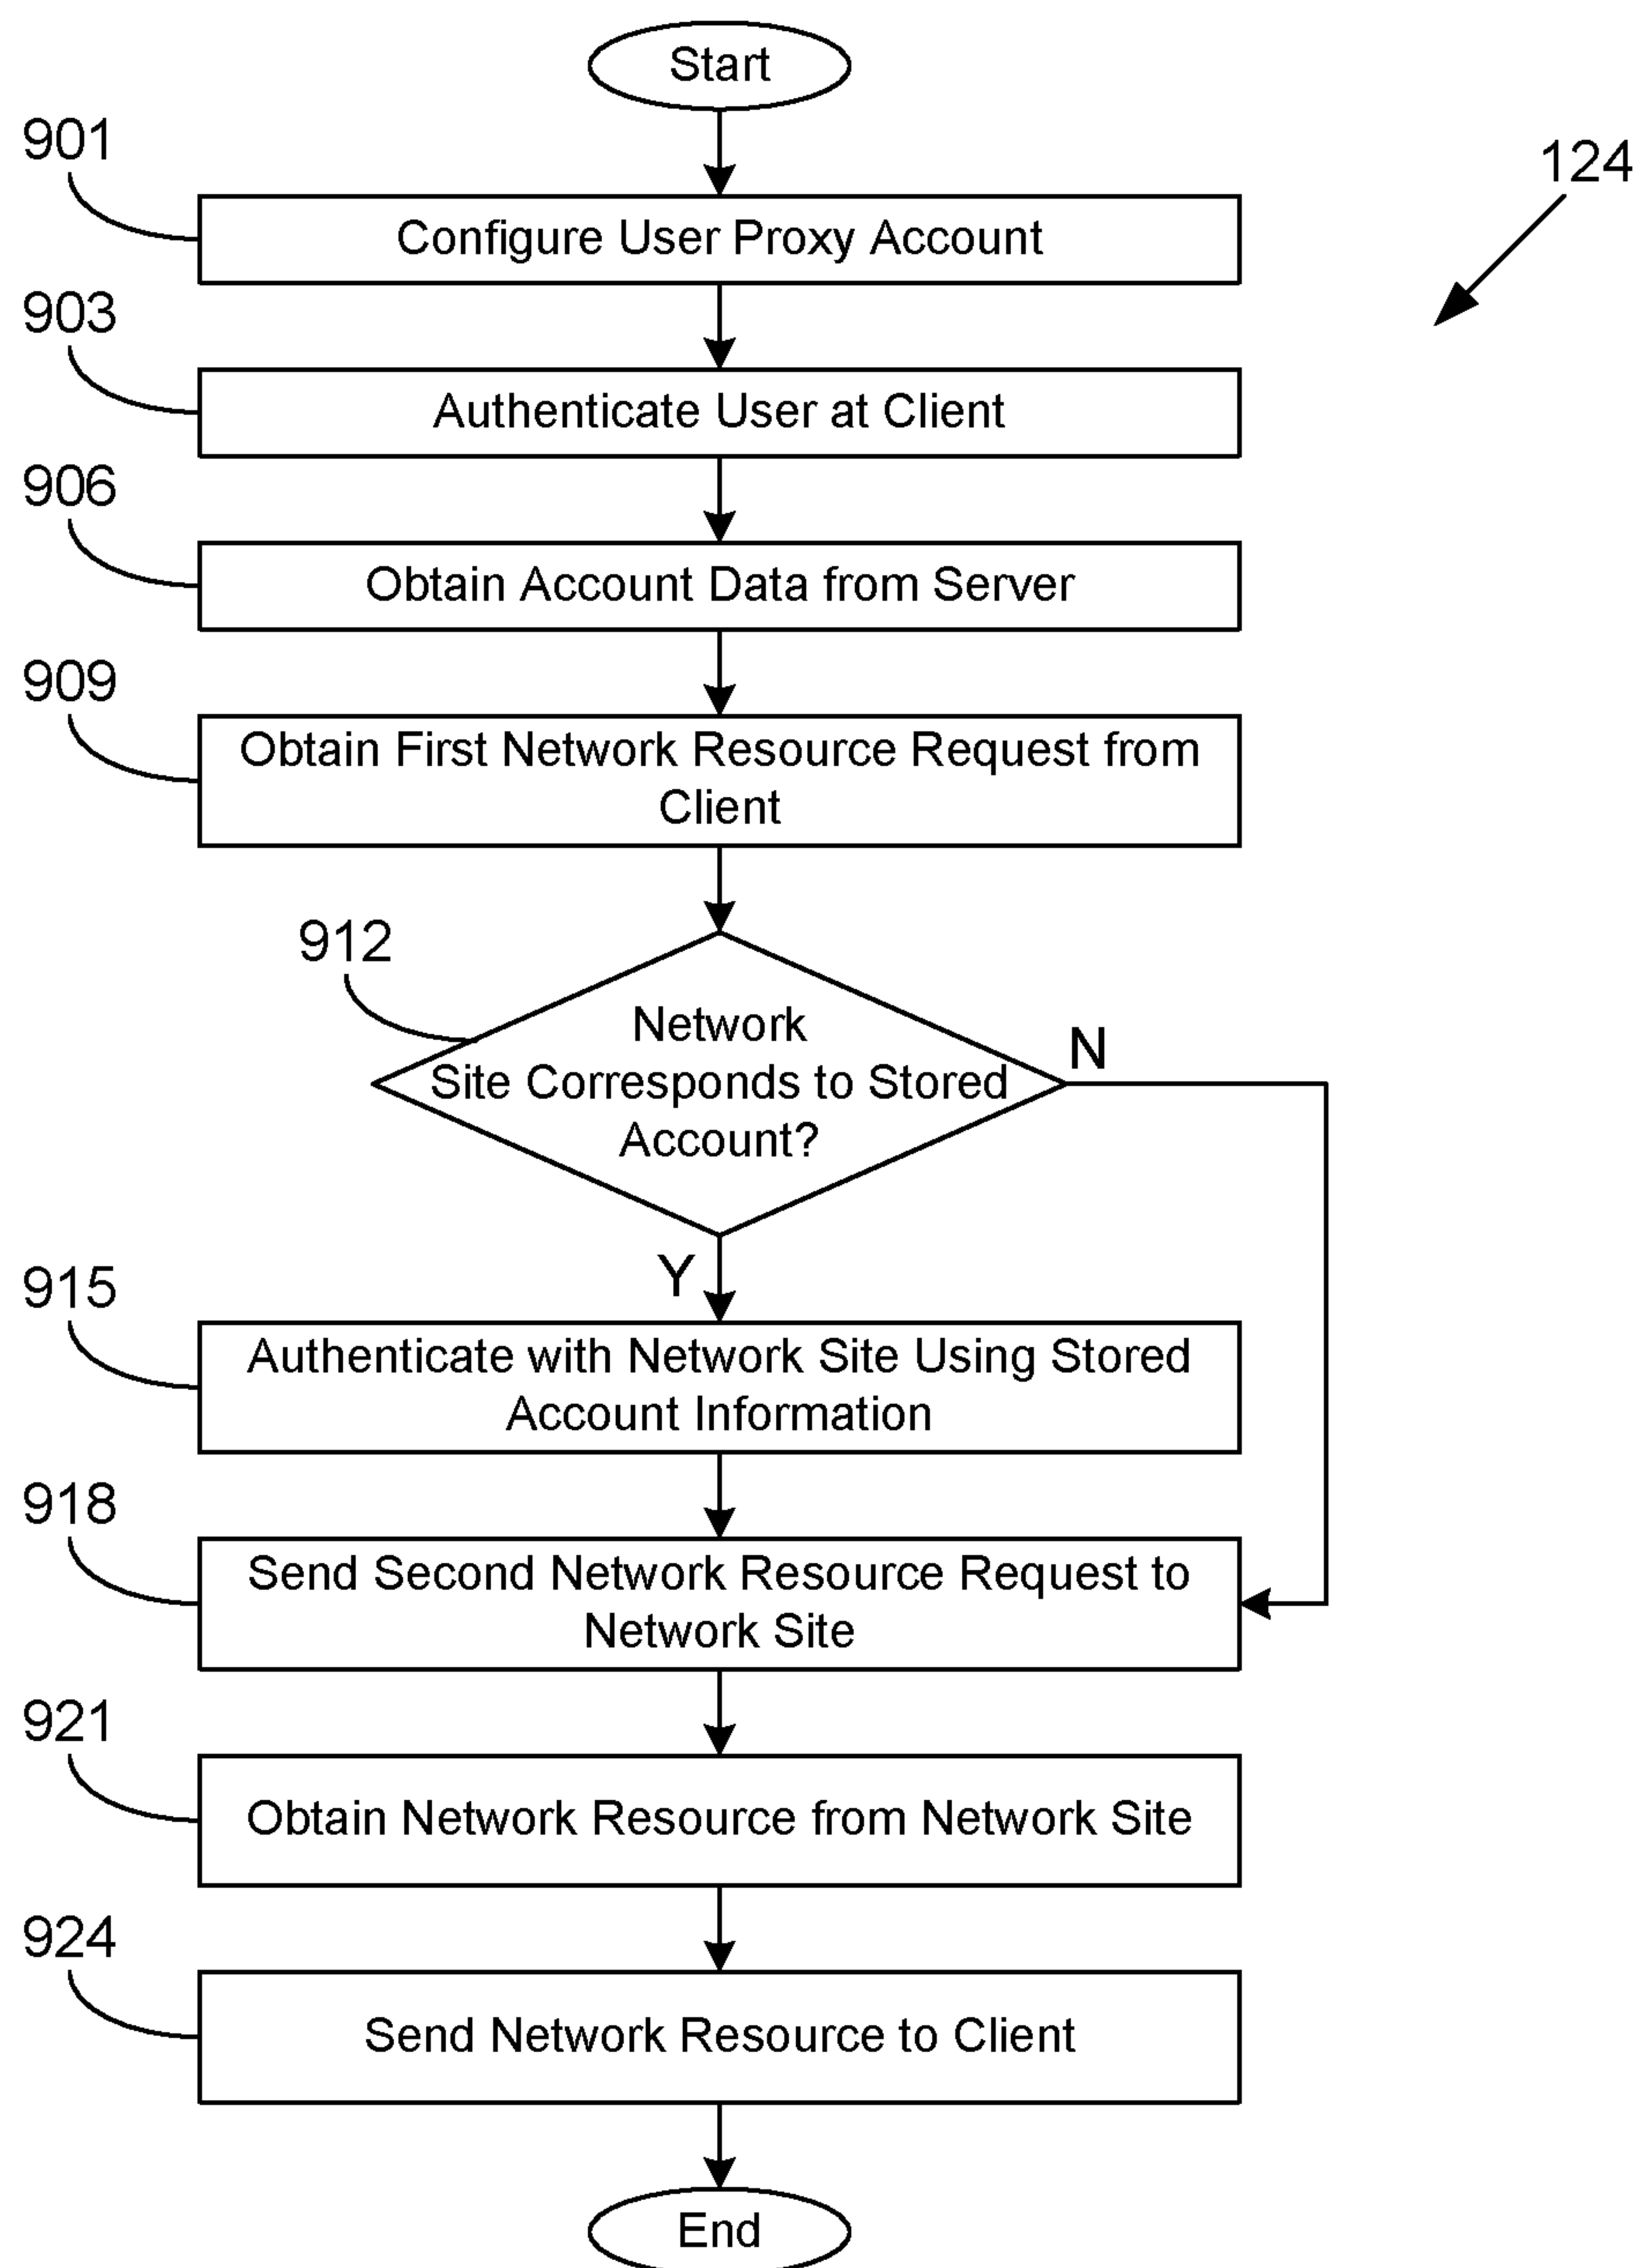 Start
901
124
Configure User Proxy Account
903
Authenticate User at Client
906
Obtain Account Data from Server
909
Obtain First Network Resource Request from
Client
912
Network
Site Corresponds to Stored
Account?
N
Y
915
Authenticate with Network Site Using Stored
Account Information
918
Send Second Network Resource Request to
Network Site
921
Obtain Network Resource from Network Site
924
Send Network Resource to Client
End